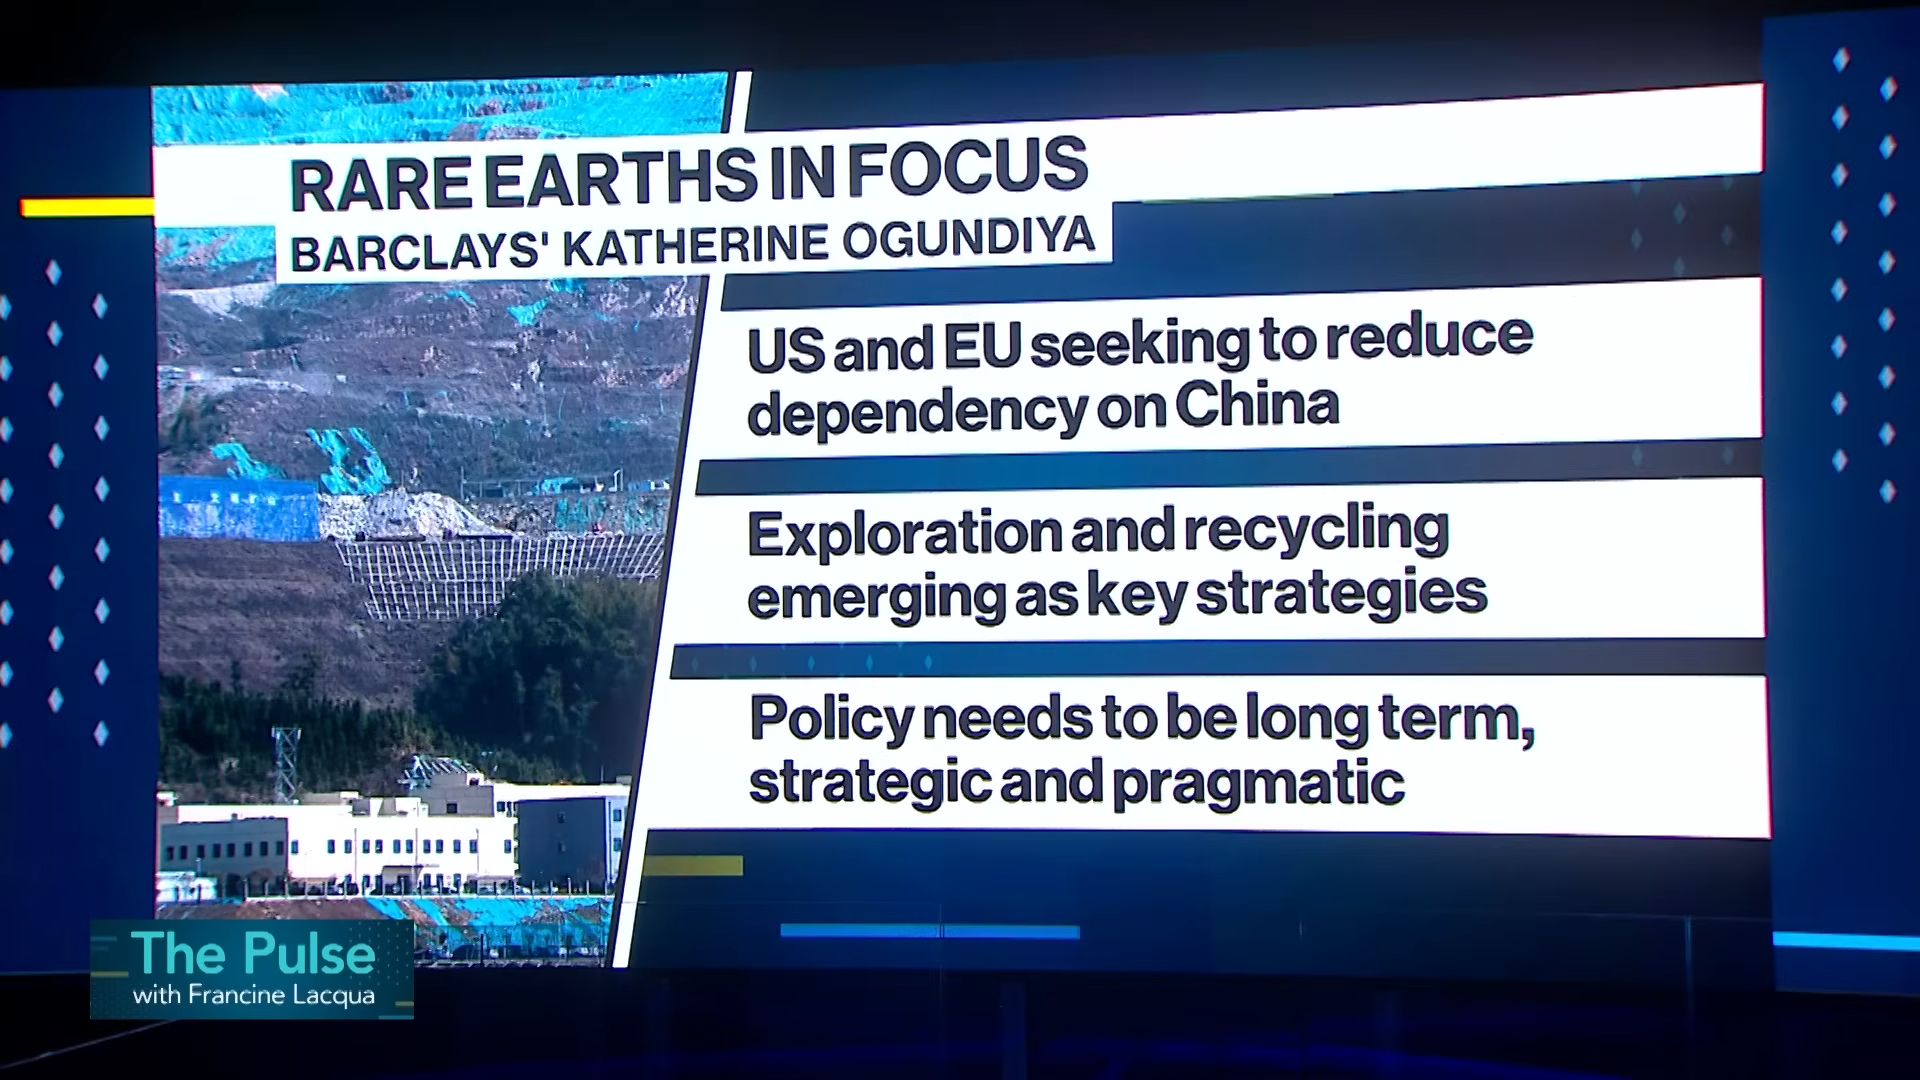 RARE EARTHS IN FOCUS
BARCLAYS' KATHERINE OGUNDIYA
US and EU seeking to reduce
dependency on China
Exploration and recycling
emerging as key strategies
Policy needs to be long term,
strategic and pragmatic
The Pulse
with Francine Lacqua